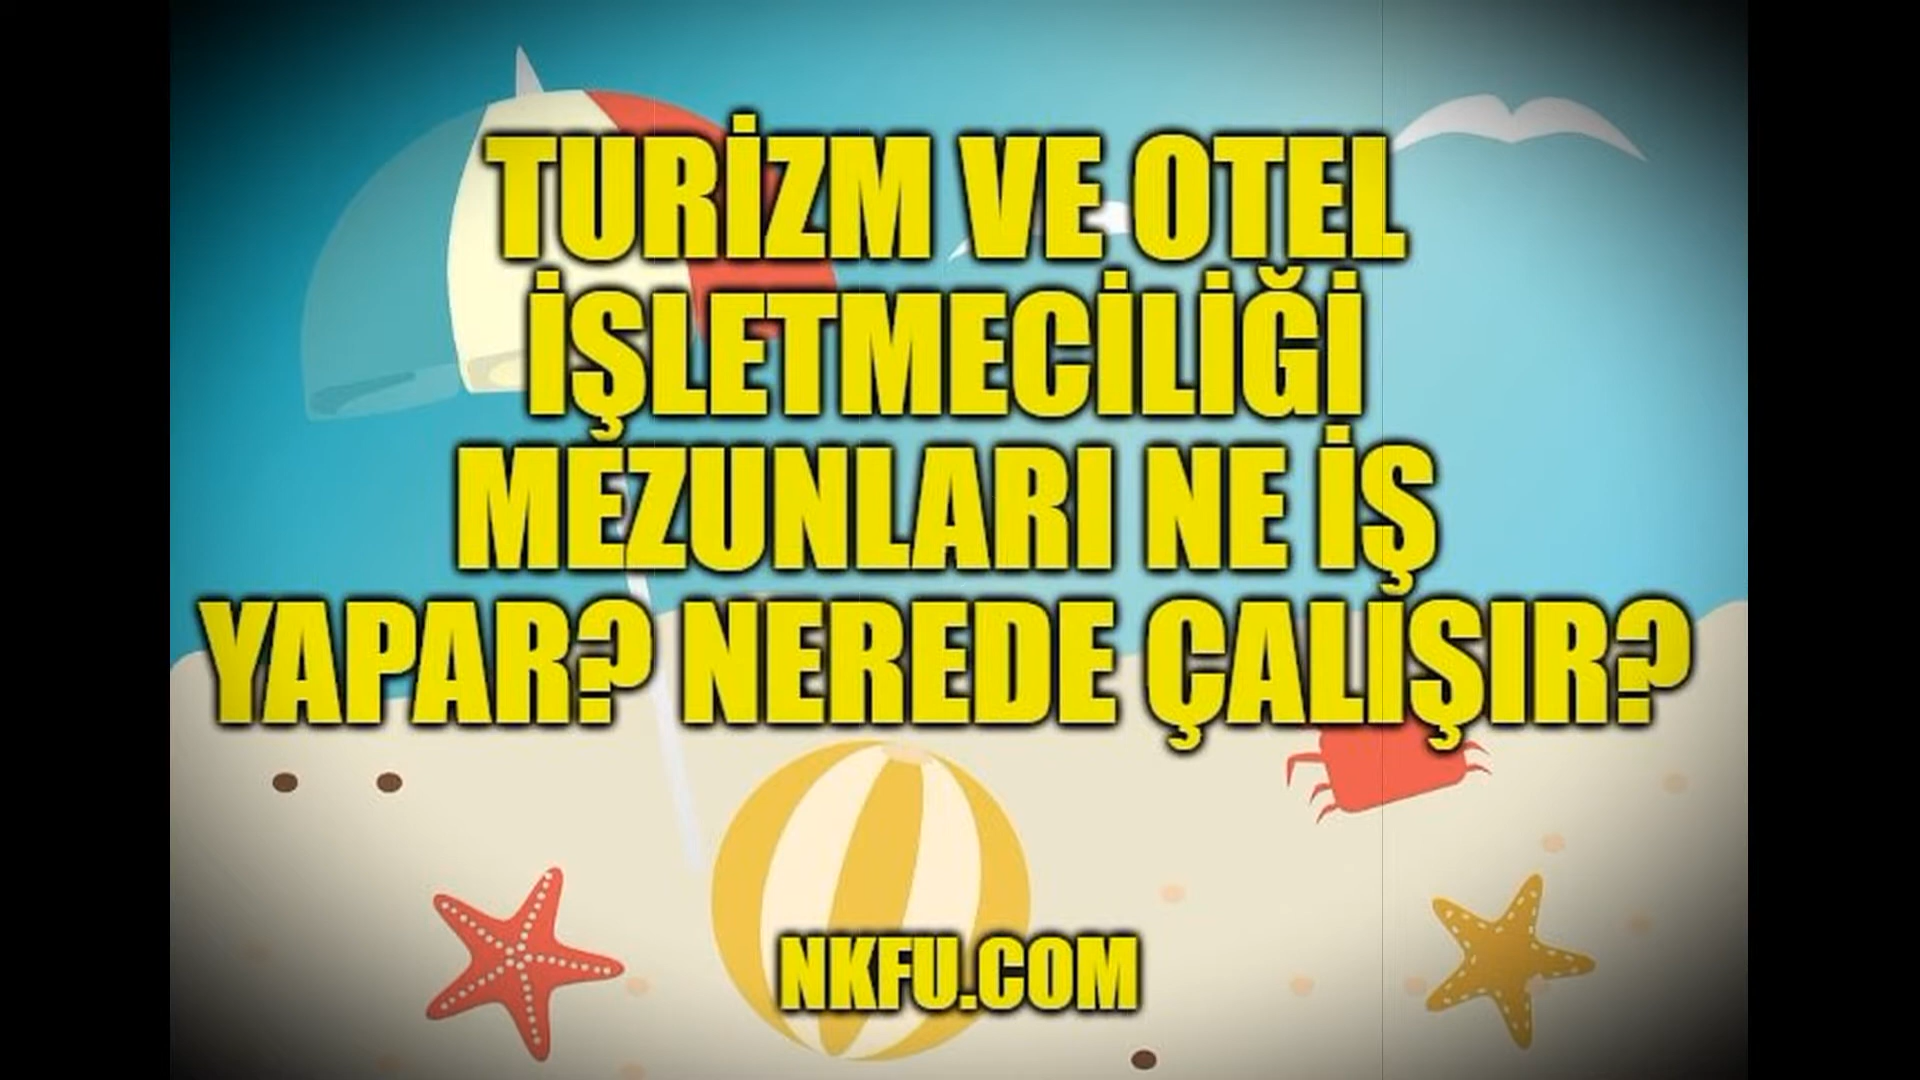 TURİZM VE OTEL
İŞLETMECİLİĞİ
MEZUNLARI NE İŞ
YAPAR? NEREDE ÇALIŞIR?
NKFU.COM